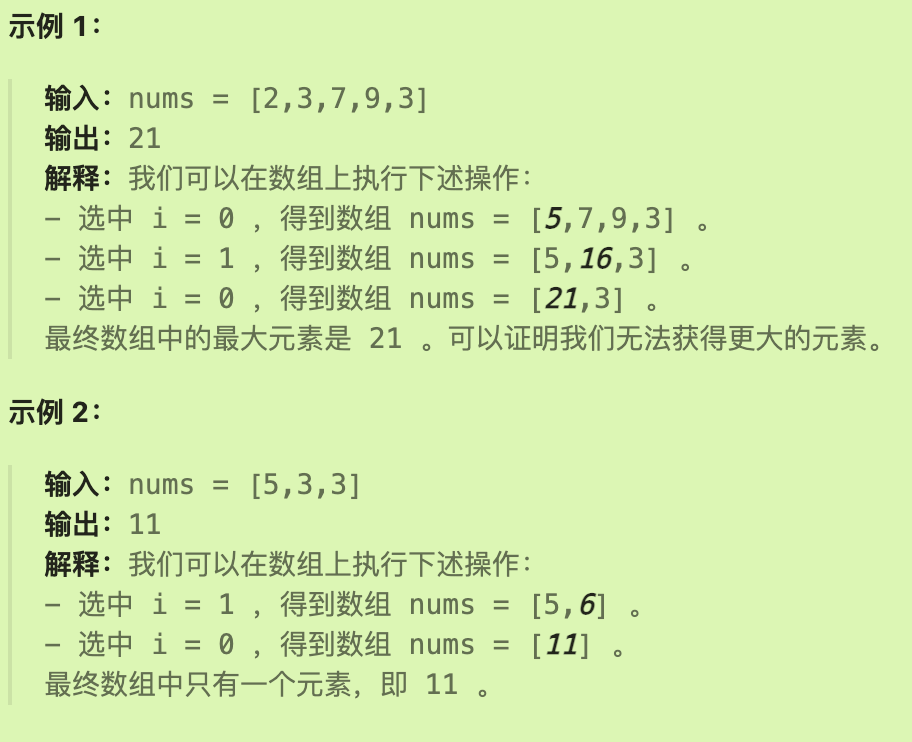 示例 1：
输入：nums = [2,3,7,9,3]
输出：21
解释：我们可以在数组上执行下述操作：
- 选中 i = 0 ，得到数组 nums = [5,7,9,3] 。
- 选中 i = 1 ，得到数组 nums = [5,16,3] 。
- 选中 i = 0 ，得到数组 nums = [21,3] 。
最终数组中的最大元素是 21 。可以证明我们无法获得更大的元素。
示例 2：
输入：nums = [5,3,3]
输出：11
解释：我们可以在数组上执行下述操作：
- 选中 i = 1 ，得到数组 nums = [5,6] 。
- 选中 i = 0 ，得到数组 nums = [11] 。
最终数组中只有一个元素，即 11 。